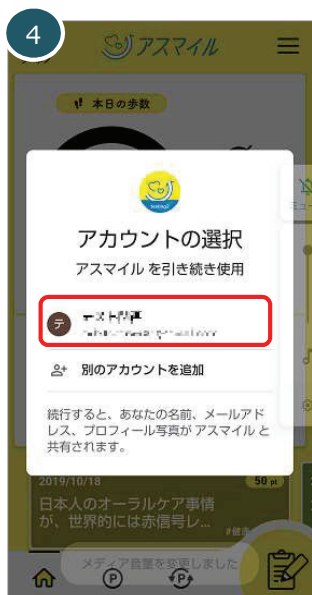 4
アスマイル
本日の歩数
アカウントの選択
アスマイル を引き続き使用
テ
別のアカウントを追加
続行すると、あなたの名前、メールアド
レス、プロフィール写真が アスマイル と
共有されます。
2019/10/18
50 pt
日本人のオーラルケア事情
が、世界的には赤信号レ...
メディア音量を変更しました
P
P